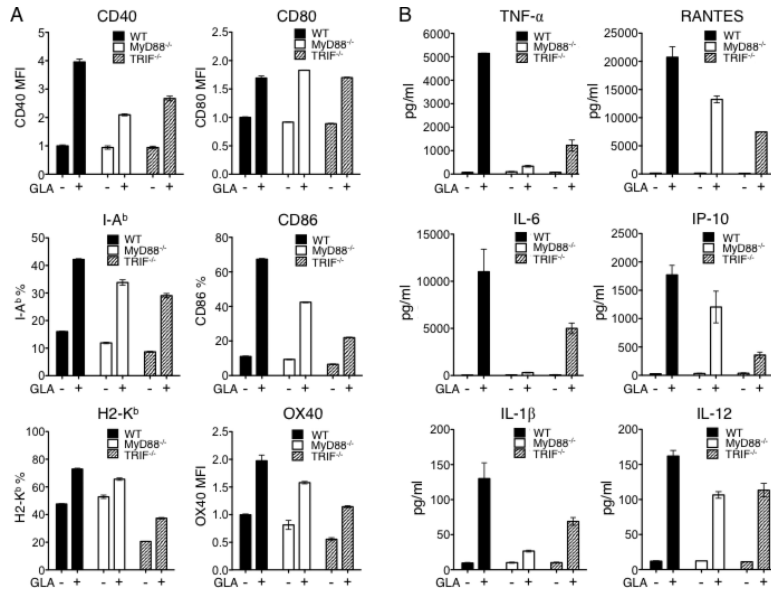 A
CD40
CD40 MFI
5
4
3
2
1
0
WT
MyD88-/-
TRIF-/-
GLA - + - + - +
CD80
CD80 MFI
2.5
2.0
1.5
1.0
0.5
0.0
WT
MyD88-/-
TRIF-/-
- + - + - +
I-Aᵇ
I-Aᵇ %
50
40
30
20
10
0
WT
MyD88-/-
TRIF-/-
GLA - + - + - +
CD86
CD86 %
80
60
40
20
0
WT
MyD88-/-
TRIF-/-
GLA - + - + - +
H2-Kᵇ
H2-Kᵇ %
100
80
60
40
20
0
WT
MyD88-/-
TRIF-/-
GLA - + - + - +
OX40
OX40 MFI
2.5
2.0
1.5
1.0
0.5
0.0
WT
MyD88-/-
TRIF-/-
GLA - + - + - +
B
TNF-α
pg/ml
6000
5000
4000
3000
2000
1000
0
WT
MyD88-/-
TRIF-/-
GLA - + - + - +
RANTES
pg/ml
25000
20000
15000
10000
5000
0
WT
MyD88-/-
TRIF-/-
- + - + - +
IL-6
pg/ml
15000
10000
5000
0
WT
MyD88-/-
TRIF-/-
GLA - + - + - +
IP-10
pg/ml
2500
2000
1500
1000
500
0
WT
MyD88-/-
TRIF-/-
GLA - + - + - +
IL-1β
pg/ml
200
150
100
50
0
WT
MyD88-/-
TRIF-/-
GLA - + - + - +
IL-12
pg/ml
200
150
100
50
0
WT
MyD88-/-
TRIF-/-
GLA - + - + - +